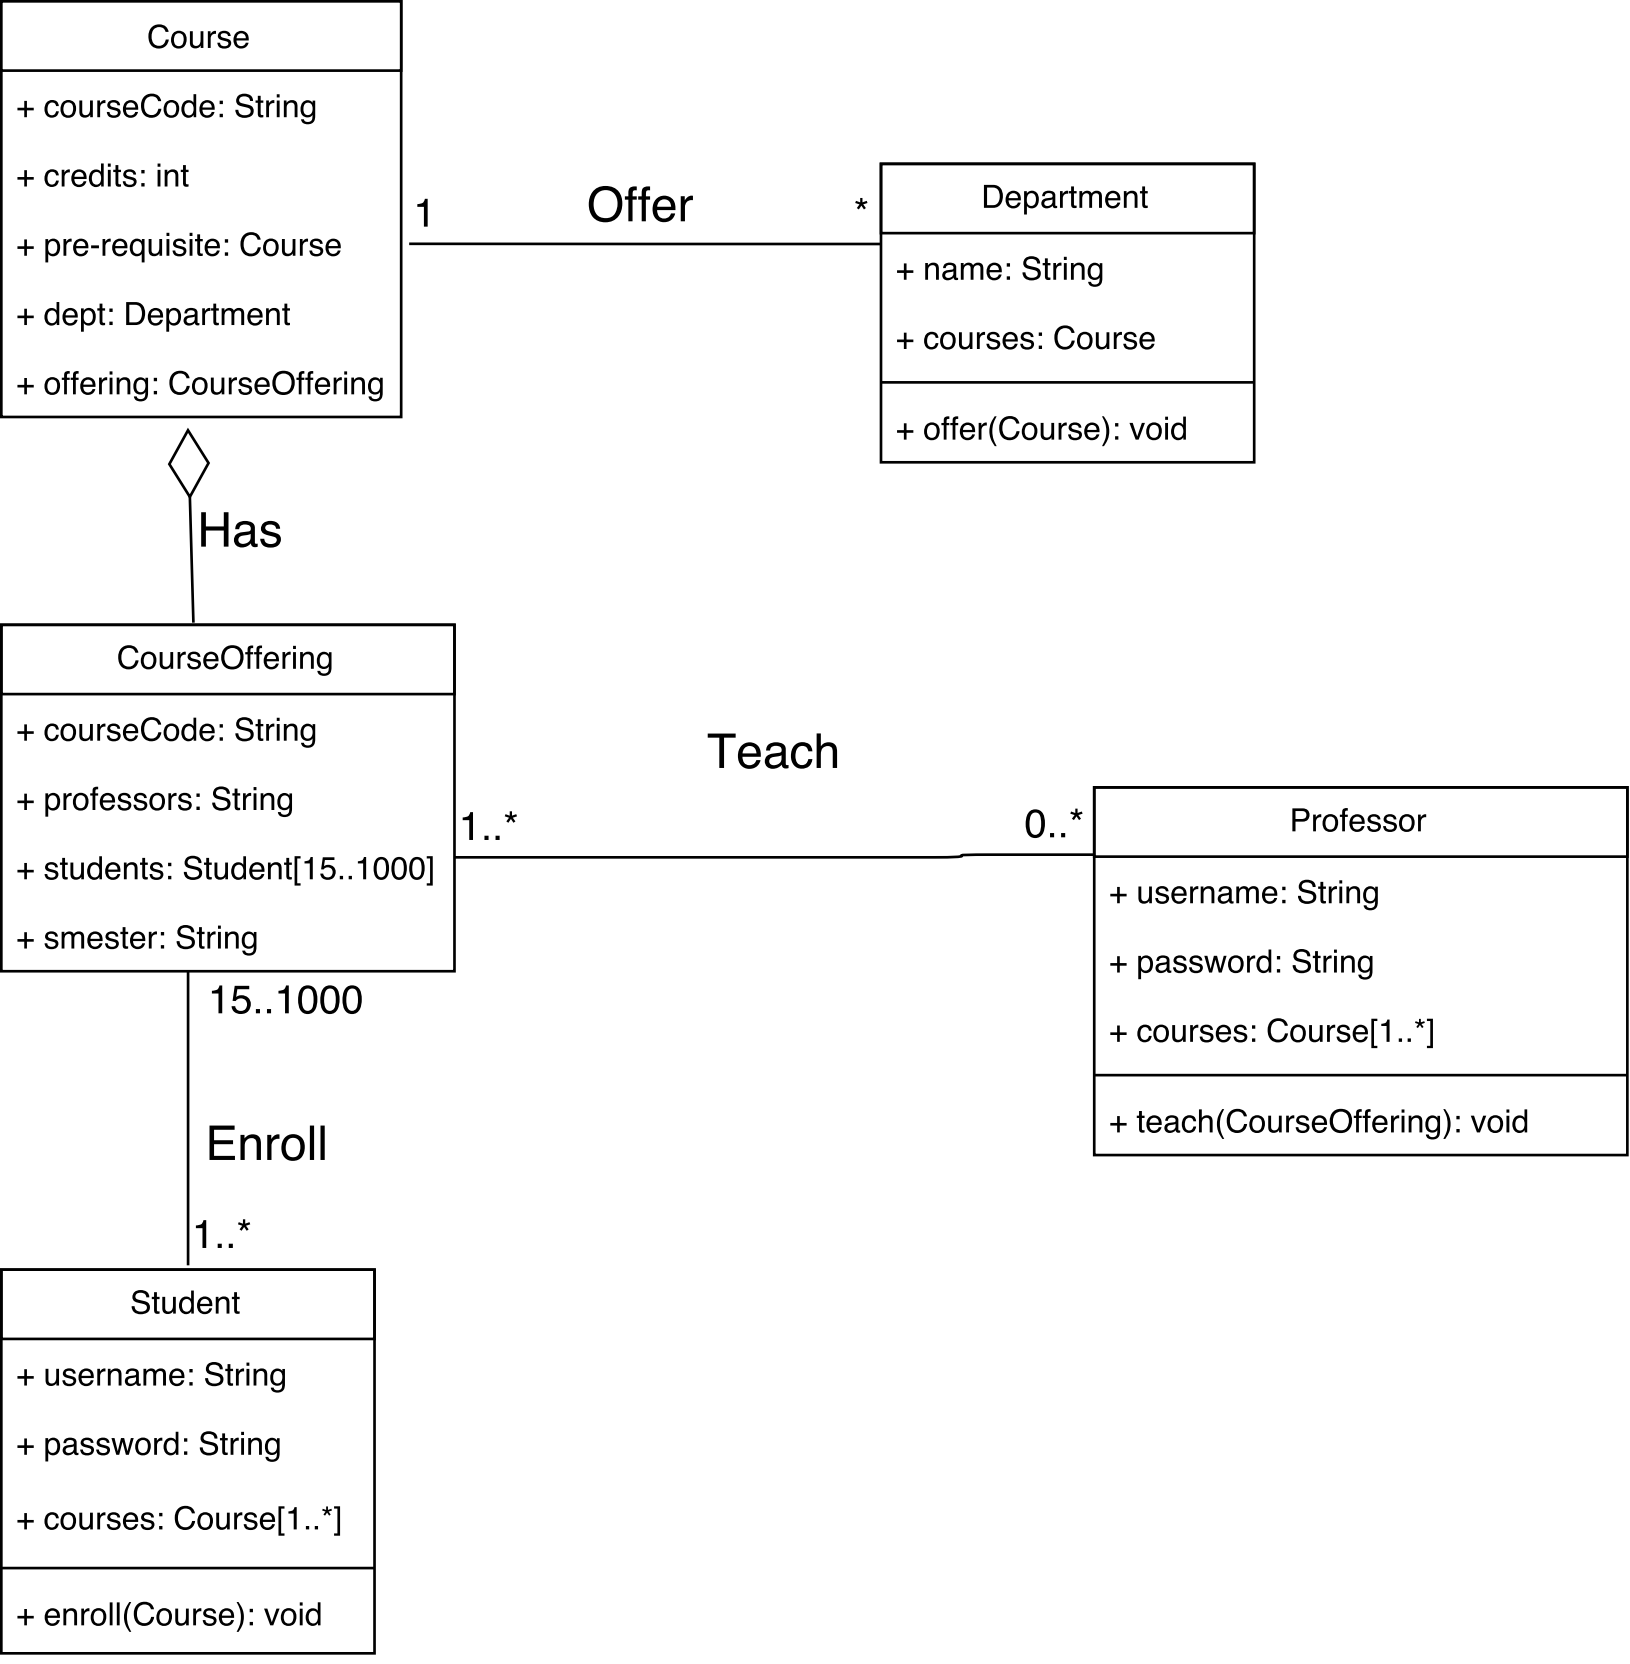 Course
+ courseCode: String
+ credits: int
+ pre-requisite: Course
+ dept: Department
+ offering: CourseOffering
1
Offer
*
Department
+ name: String
+ courses: Course
+ offer(Course): void
Has
CourseOffering
+ courseCode: String
+ professors: String
+ students: Student[15..1000]
+ smester: String
1..*
Teach
0..*
Professor
+ username: String
+ password: String
+ courses: Course[1..*]
+ teach(CourseOffering): void
15..1000
Enroll
1..*
Student
+ username: String
+ password: String
+ courses: Course[1..*]
+ enroll(Course): void